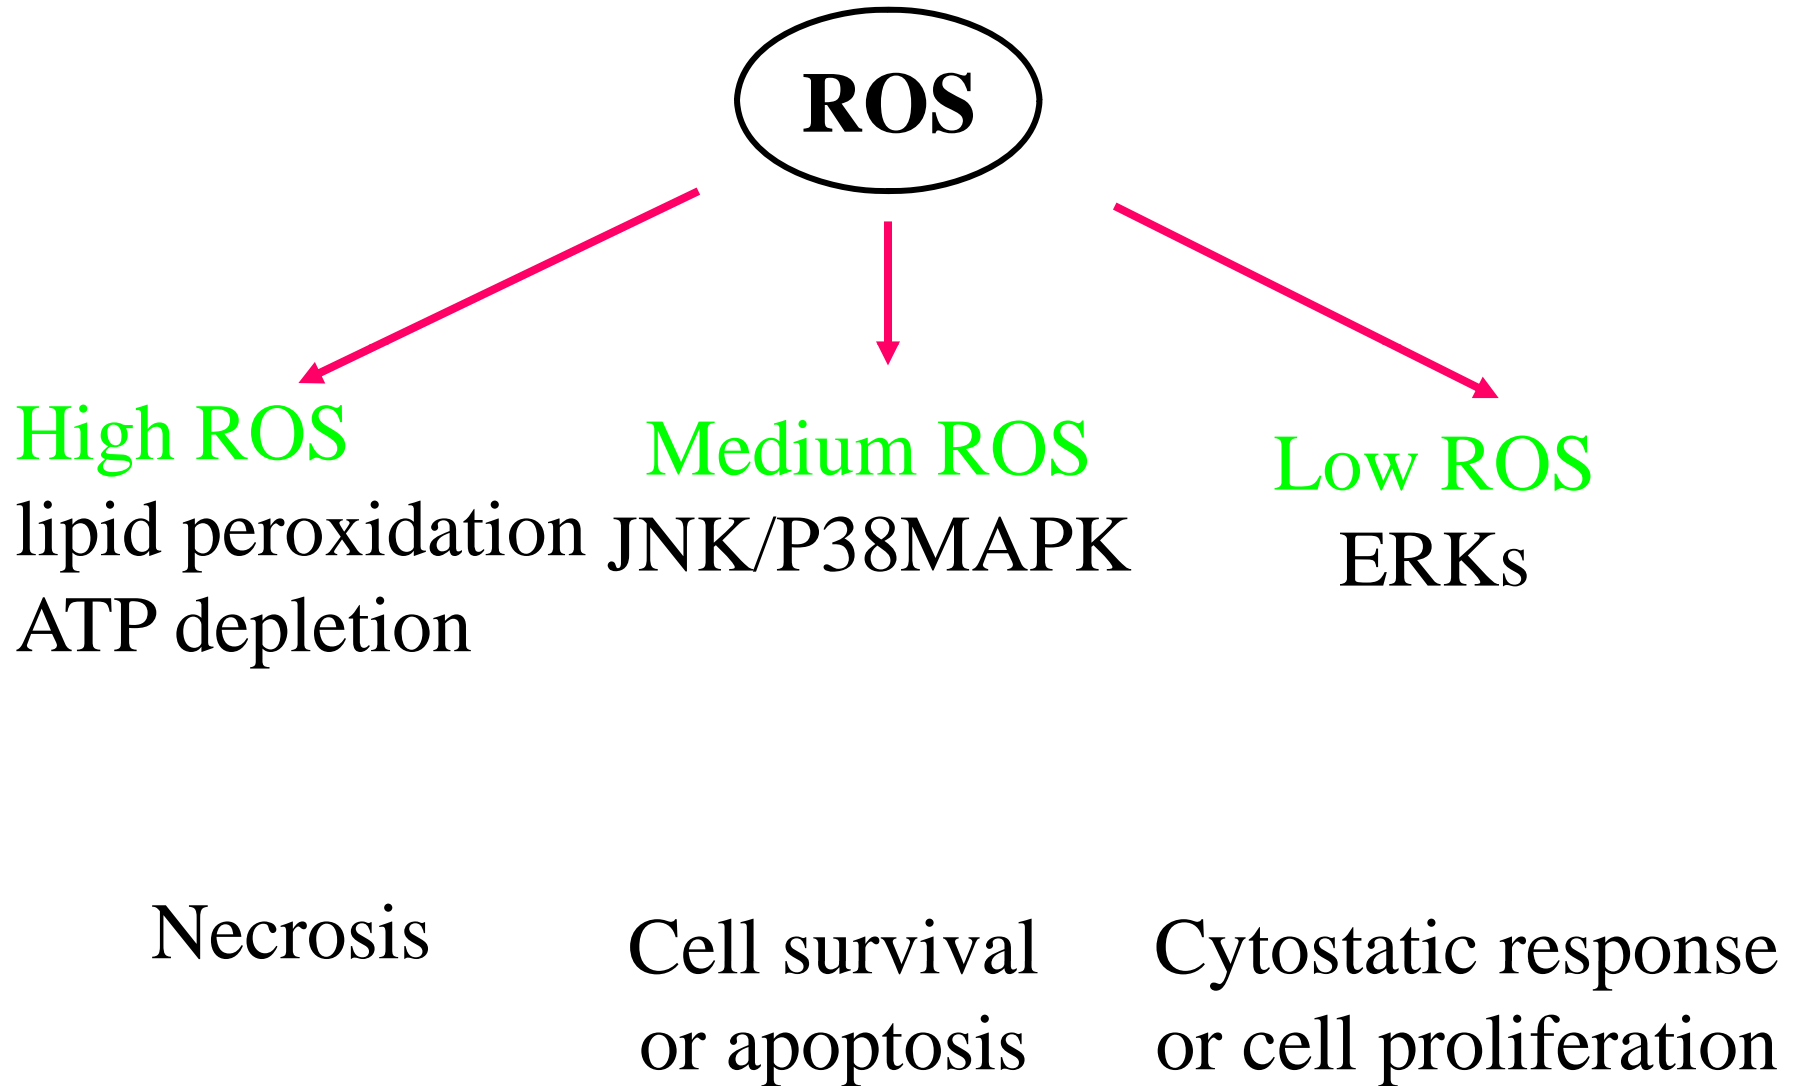 ROS
High ROS
lipid peroxidation
ATP depletion
Medium ROS
JNK/P38MAPK
Low ROS
ERKs
Necrosis
Cell survival
or apoptosis
Cytostatic response
or cell proliferation